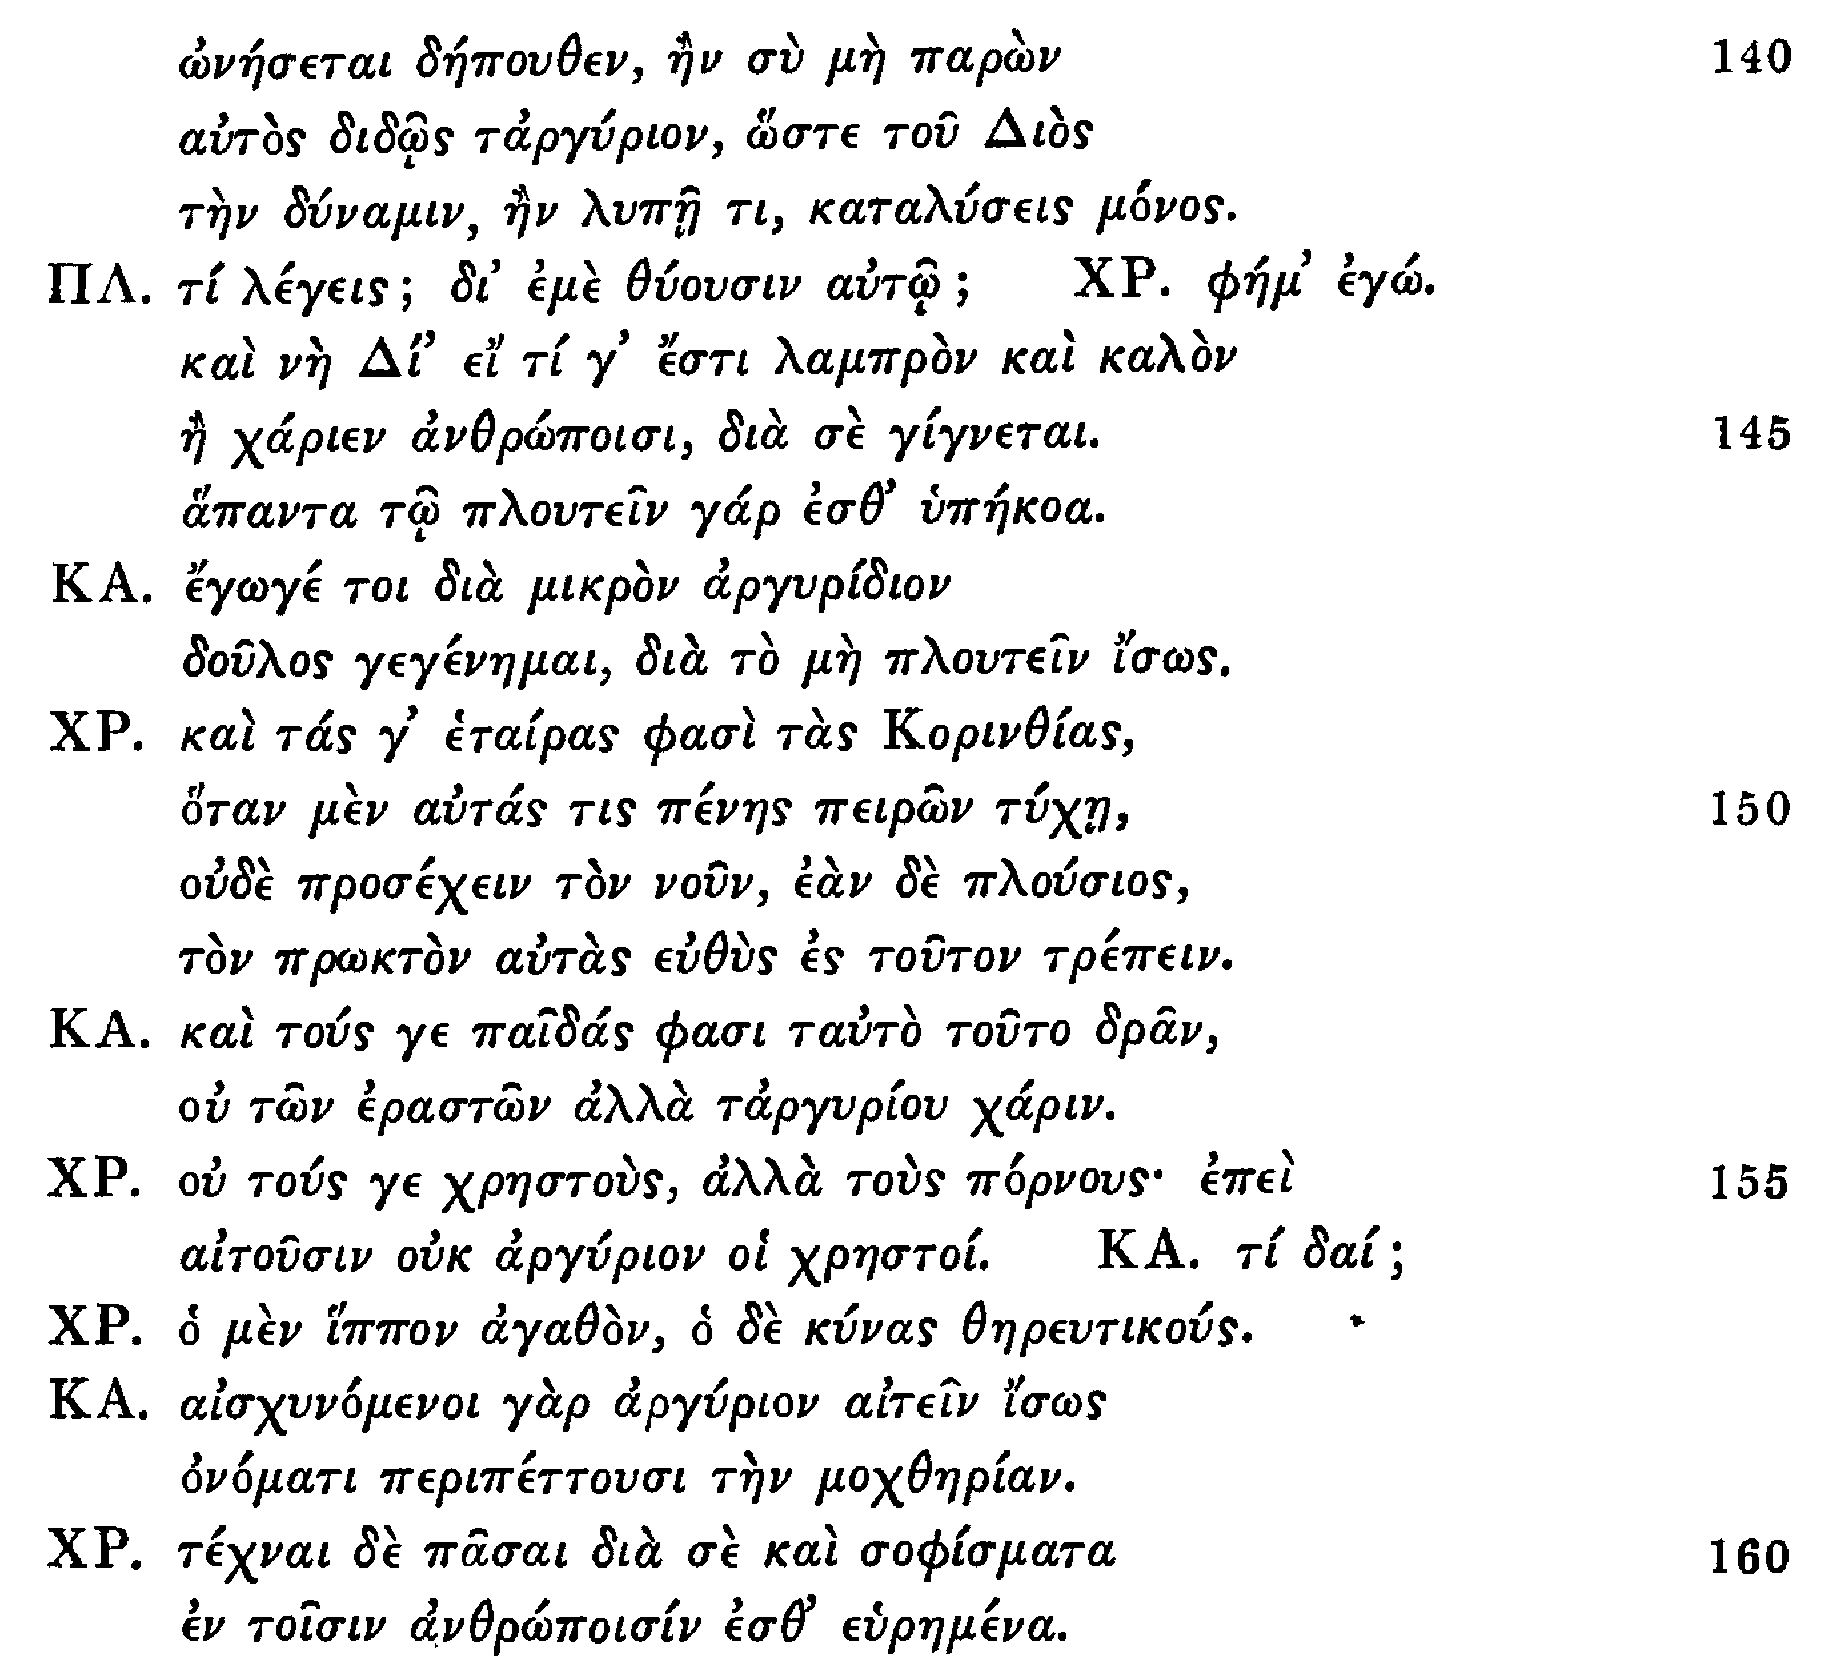 ὠνήσεται δήπουθεν, ἢν σὺ μὴ παρὼν 140
αὐτὸς διδῷς τἀργύριον, ὥστε τοῦ Διὸς
τὴν δύναμιν, ἢν λυπῇ τι, καταλύσεις μόνος.
ΠΛ. τί λέγεις; δι’ ἐμὲ θύουσιν αὐτῷ; ΧΡ. φήμ’ ἐγώ.
καὶ νὴ Δί’ εἴ τί γ’ ἔστι λαμπρὸν καὶ καλὸν
ἢ χάριεν ἀνθρώποισι, διὰ σὲ γίγνεται. 145
ἅπαντα τῷ πλουτεῖν γάρ ἐσθ’ ὑπήκοα.
ΚΑ. ἔγωγέ τοι διὰ μικρὸν ἀργυρίδιον
δοῦλος γεγένημαι, διὰ τὸ μὴ πλουτεῖν ἴσως.
ΧΡ. καὶ τάς γ’ ἑταίρας φασὶ τὰς Κορινθίας,
ὅταν μὲν αὐτάς τις πένης πειρῶν τύχῃ, 150
οὐδὲ προσέχειν τὸν νοῦν, ἐὰν δὲ πλούσιος,
τὸν πρωκτὸν αὐτὰς εὐθὺς ἐς τοῦτον τρέπειν.
ΚΑ. καὶ τούς γε παῖδάς φασι ταὐτὸ τοῦτο δρᾶν,
οὐ τῶν ἐραστῶν ἀλλὰ τἀργυρίου χάριν.
ΧΡ. οὐ τούς γε χρηστοὺς, ἀλλὰ τοὺς πόρνους· ἐπεὶ 155
αἰτοῦσιν οὐκ ἀργύριον οἱ χρηστοί. ΚΑ. τί δαί;
ΧΡ. ὁ μὲν ἵππον ἀγαθὸν, ὁ δὲ κύνας θηρευτικούς.
ΚΑ. αἰσχυνόμενοι γὰρ ἀργύριον αἰτεῖν ἴσως
ὀνόματι περιπέττουσι τὴν μοχθηρίαν.
ΧΡ. τέχναι δὲ πᾶσαι διὰ σὲ καὶ σοφίσματα 160
ἐν τοῖσιν ἀνθρώποισίν ἐσθ’ εὑρημένα.